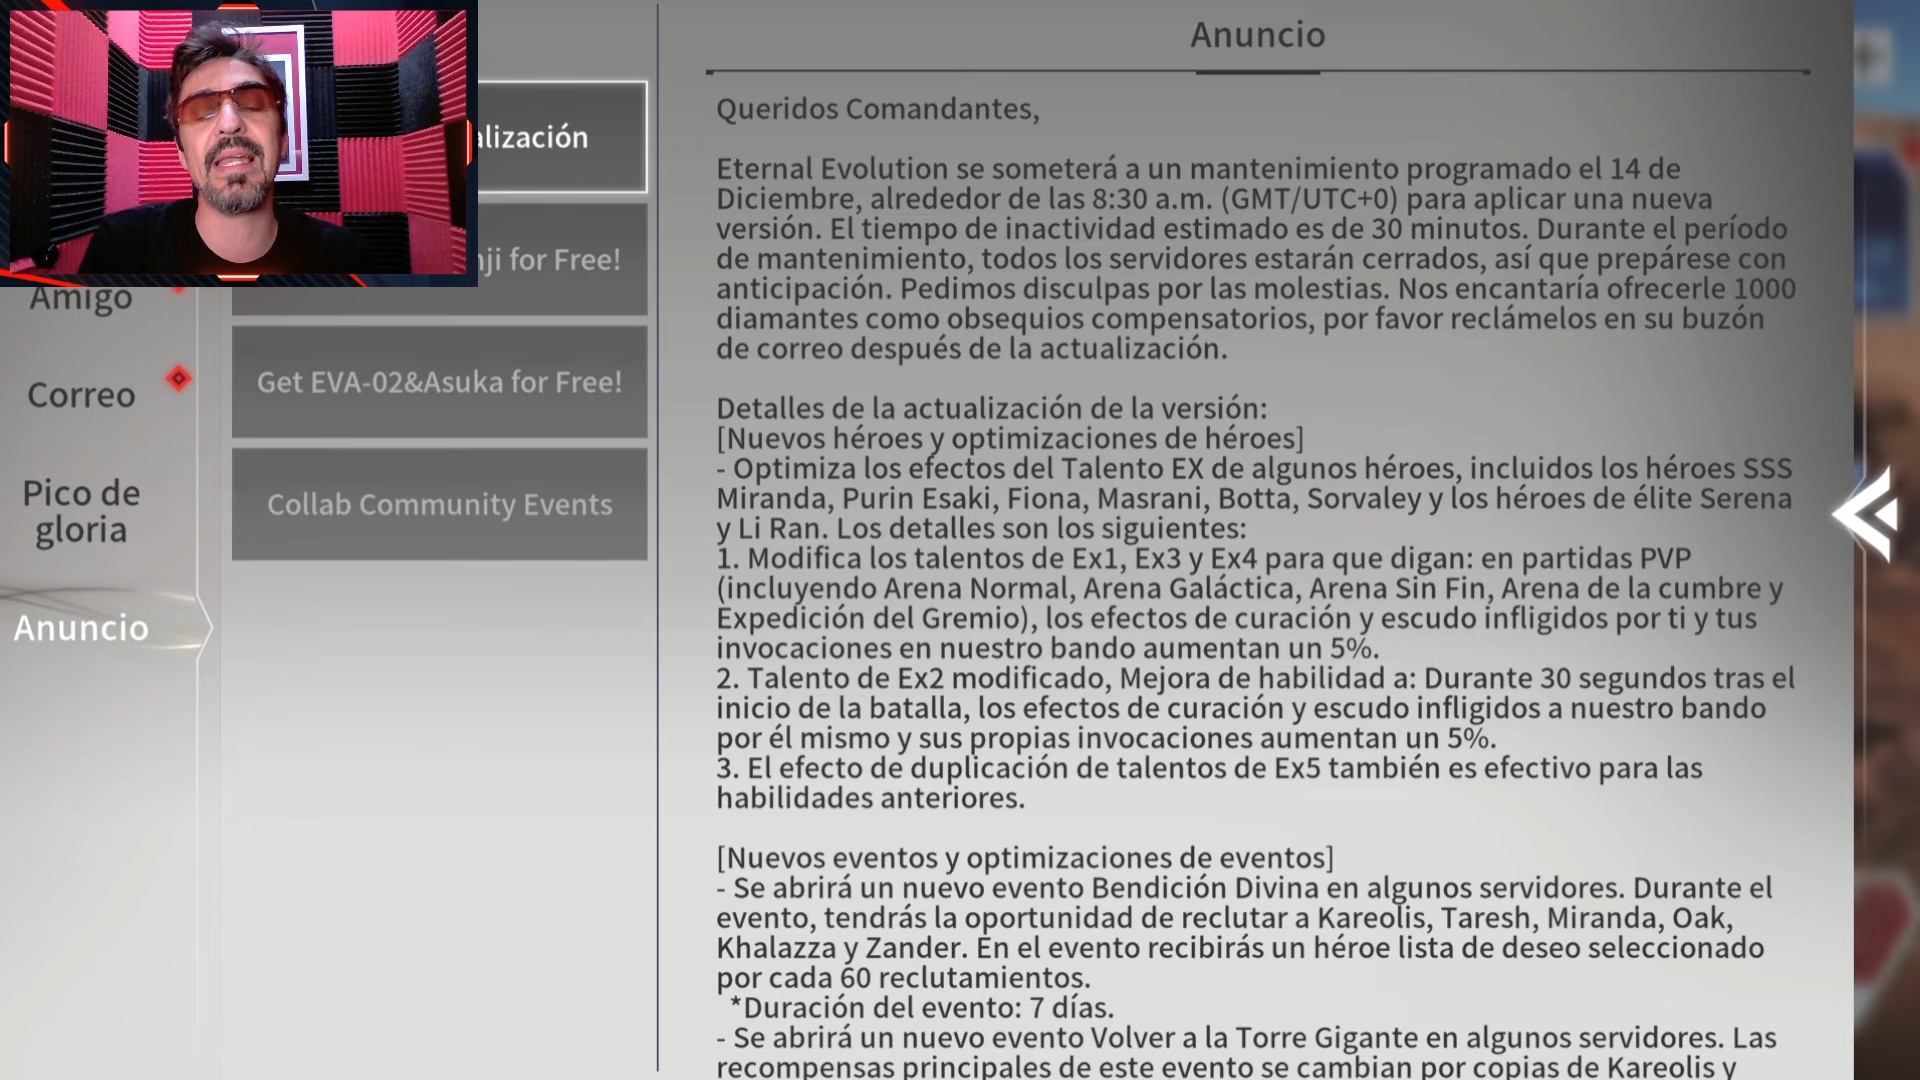 Amigo
Correo
Pico de
gloria
Anuncio
alización
nji for Free!
Get EVA-02&Asuka for Free!
Collab Community Events
Anuncio
Queridos Comandantes,
Eternal Evolution se someterá a un mantenimiento programado el 14 de
Diciembre, alrededor de las 8:30 a.m. (GMT/UTC+0) para aplicar una nueva
versión. El tiempo de inactividad estimado es de 30 minutos. Durante el período
de mantenimiento, todos los servidores estarán cerrados, así que prepárese con
anticipación. Pedimos disculpas por las molestias. Nos encantaría ofrecerle 1000
diamantes como obsequios compensatorios, por favor reclámelos en su buzón
de correo después de la actualización.
Detalles de la actualización de la versión:
[Nuevos héroes y optimizaciones de héroes]
- Optimiza los efectos del Talento EX de algunos héroes, incluidos los héroes SSS
Miranda, Purin Esaki, Fiona, Masrani, Botta, Sorvaley y los héroes de élite Serena
y Li Ran. Los detalles son los siguientes:
1. Modifica los talentos de Ex1, Ex3 y Ex4 para que digan: en partidas PVP
(incluyendo Arena Normal, Arena Galáctica, Arena Sin Fin, Arena de la cumbre y
Expedición del Gremio), los efectos de curación y escudo infligidos por ti y tus
invocaciones en nuestro bando aumentan un 5%.
2. Talento de Ex2 modificado, Mejora de habilidad a: Durante 30 segundos tras el
inicio de la batalla, los efectos de curación y escudo infligidos a nuestro bando
por él mismo y sus propias invocaciones aumentan un 5%.
3. El efecto de duplicación de talentos de Ex5 también es efectivo para las
habilidades anteriores.
[Nuevos eventos y optimizaciones de eventos]
- Se abrirá un nuevo evento Bendición Divina en algunos servidores. Durante el
evento, tendrás la oportunidad de reclutar a Kareolis, Taresh, Miranda, Oak,
Khalazza y Zander. En el evento recibirás un héroe lista de deseo seleccionado
por cada 60 reclutamientos.
*Duración del evento: 7 días.
- Se abrirá un nuevo evento Volver a la Torre Gigante en algunos servidores. Las
recompensas principales de este evento se cambian por copias de Kareolis y